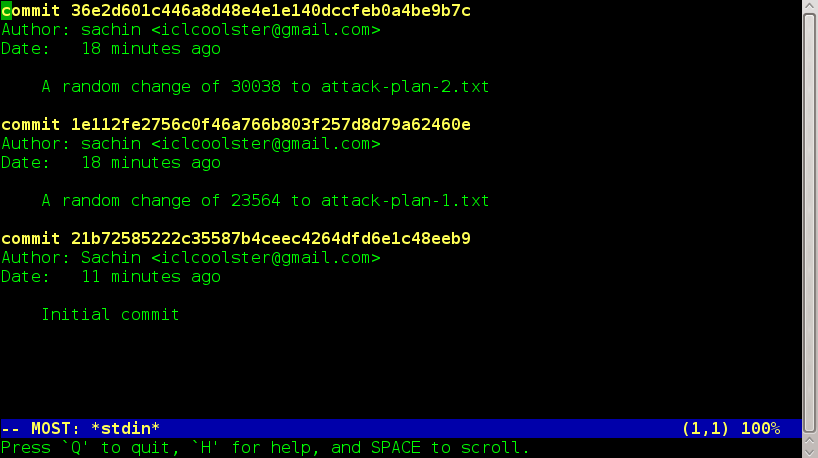 commit 36e2d601c446a8d48e4e1e140dccfeb0a4be9b7c
Author: sachin <iclcoolster@gmail.com>
Date:   18 minutes ago
A random change of 30038 to attack-plan-2.txt
commit 1e112fe2756c0f46a766b803f257d8d79a62460e
Author: sachin <iclcoolster@gmail.com>
Date:   18 minutes ago
A random change of 23564 to attack-plan-1.txt
commit 21b72585222c35587b4ceec4264dfd6e1c48eeb9
Author: Sachin <iclcoolster@gmail.com>
Date:   11 minutes ago
Initial commit
-- MOST: *stdin* (1,1) 100%
Press `Q' to quit, `H' for help, and SPACE to scroll.